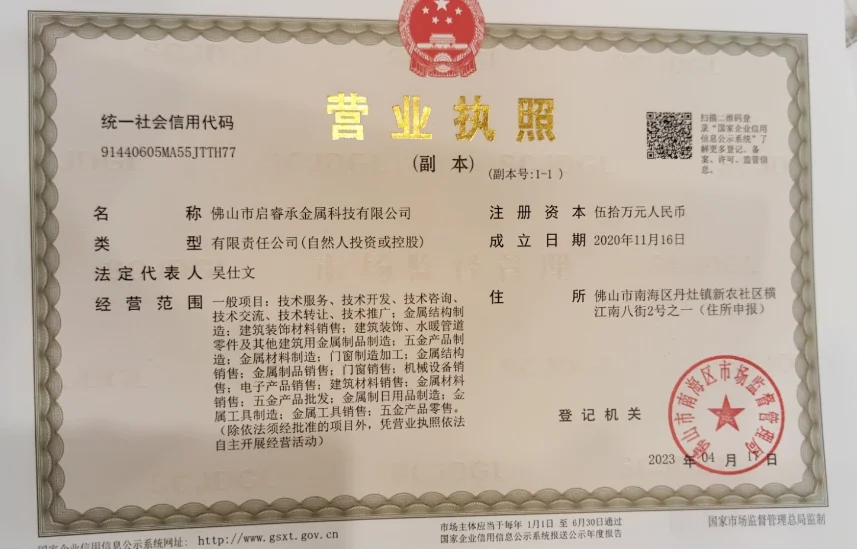 营业执照
(副 本)
(副本号:1-1 )
统一社会信用代码
91440605MA55JTTH77
扫描二维码登
录“国家企业信用
信息公示系统”了
解更多登记、备
案、许可、监管信
息。
名 称 佛山市启睿承金属科技有限公司
类 型 有限责任公司(自然人投资或控股)
法定代表人 吴仕文
经营范围 一般项目：技术服务、技术开发、技术咨询、
技术交流、技术转让、技术推广；金属结构制
造；建筑装饰材料销售；建筑装饰、水暖管道
零件及其他建筑用金属制品制造；五金产品制
造；金属材料制造；门窗制造加工；金属结构
销售；金属制品销售；门窗销售；机械设备销
售；电子产品销售；建筑材料销售；金属材料
销售；五金产品批发；金属制日用品制造；金
属工具制造；金属工具销售；五金产品零售。
（除依法须经批准的项目外，凭营业执照依法
自主开展经营活动）
注册资本 伍拾万元人民币
成立日期 2020年11月16日
住 所 佛山市南海区丹灶镇新农社区横
江南八街2号之一（住所申报）
登记机关
佛山市南海区市场监督管理局
2023 年 04 月 17 日
国家企业信用信息公示系统网址: http://www.gsxt.gov.cn
市场主体应当于每年 1月1日 至 6月30日通过
国家企业信用信息公示系统报送公示年度报告
国家市场监督管理总局监制